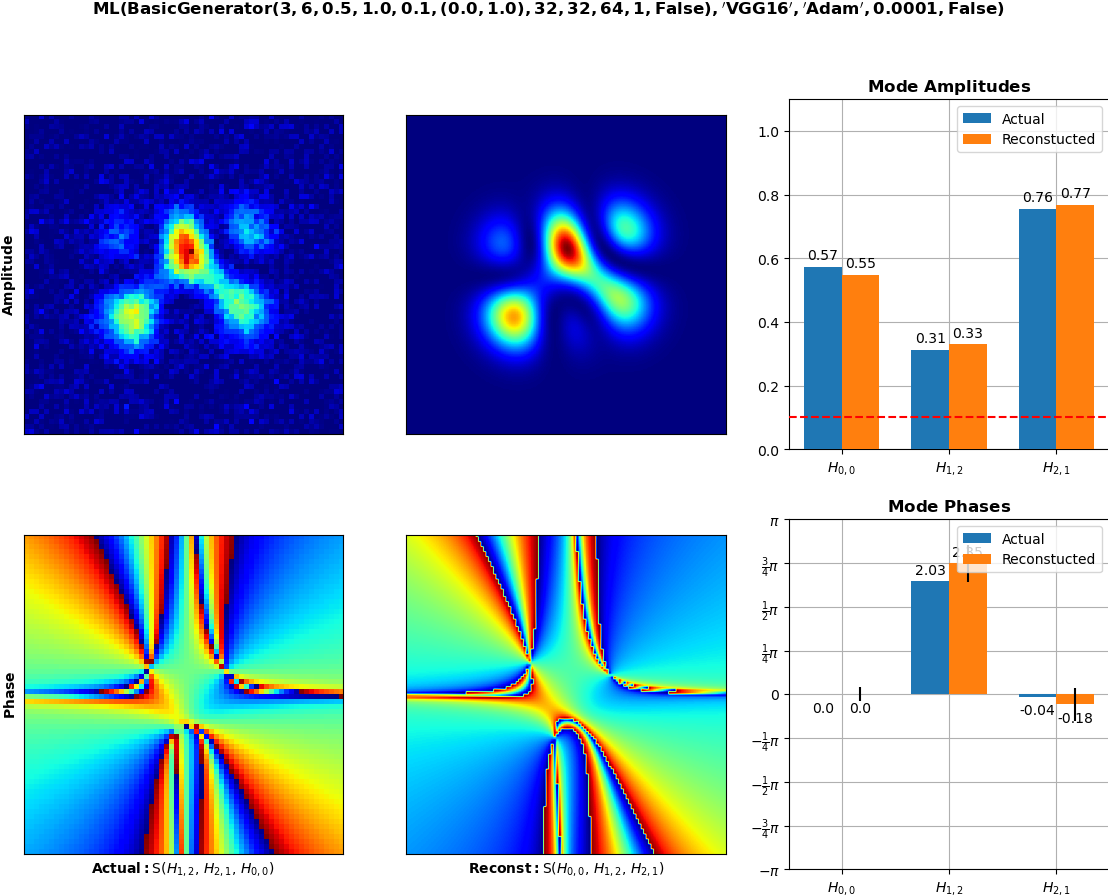 ML(BasicGenerator(3, 6, 0.5, 1.0, 0.1, (0.0, 1.0), 32, 32, 64, 1, False), ′VGG16′, ′Adam′, 0.0001, False)
Amplitude
Mode Amplitudes
Actual
Reconstucted
1.0
0.8
0.6
0.4
0.2
0.0
0.57
0.55
0.31
0.33
0.76
0.77
H0,0
H1,2
H2,1
Phase
Actual: S(H1,2, H2,1, H0,0)
Reconst: S(H0,0, H1,2, H2,1)
Mode Phases
Actual
Reconstucted
π
3/4π
1/2π
1/4π
0
−1/4π
−1/2π
−3/4π
−π
0.0
0.0
2.03
2.35
-0.04
-0.18
H0,0
H1,2
H2,1